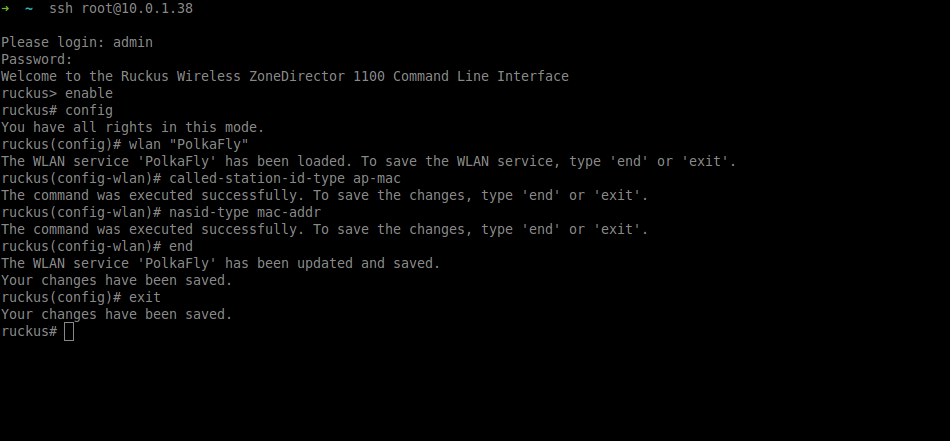 ➜ ~ ssh root@10.0.1.38
Please login: admin
Password:
Welcome to the Ruckus Wireless ZoneDirector 1100 Command Line Interface
ruckus> enable
ruckus# config
You have all rights in this mode.
ruckus(config)# wlan "PolkaFly"
The WLAN service 'PolkaFly' has been loaded. To save the WLAN service, type 'end' or 'exit'.
ruckus(config-wlan)# called-station-id-type ap-mac
The command was executed successfully. To save the changes, type 'end' or 'exit'.
ruckus(config-wlan)# nasid-type mac-addr
The command was executed successfully. To save the changes, type 'end' or 'exit'.
ruckus(config-wlan)# end
The WLAN service 'PolkaFly' has been updated and saved.
Your changes have been saved.
ruckus(config)# exit
Your changes have been saved.
ruckus#